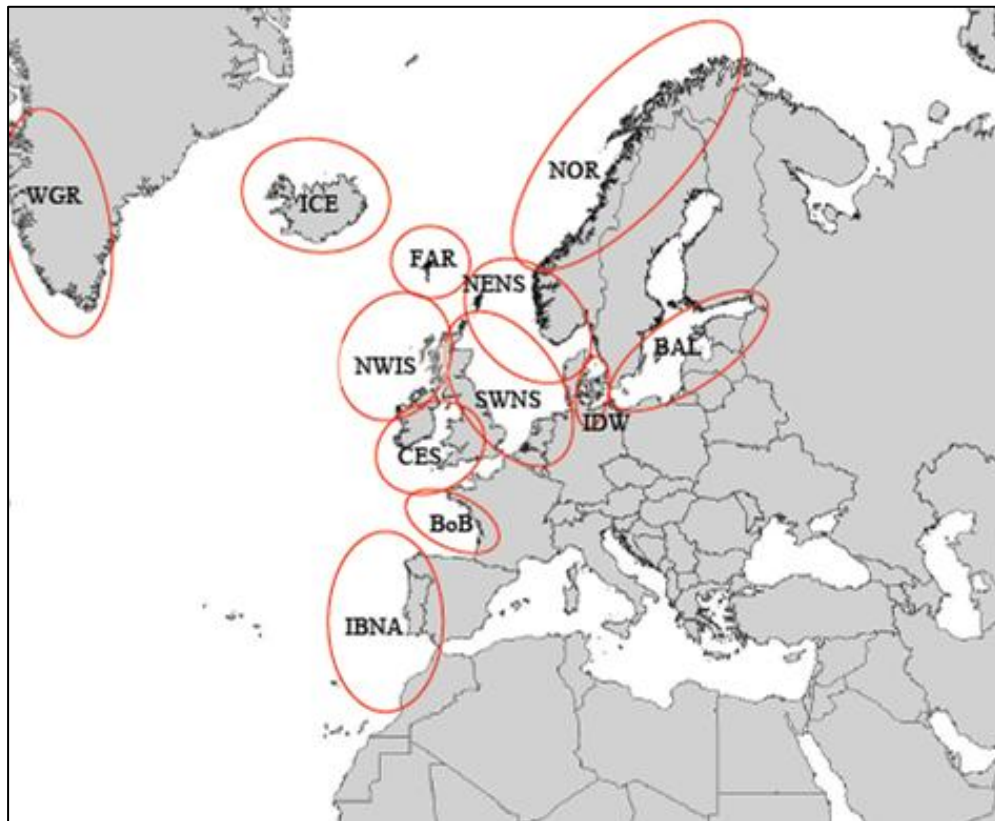 NOR
WGR
ICE
FAR
NENS
BAL
NWIS
SWNS
IDW
CES
BoB
IBNA